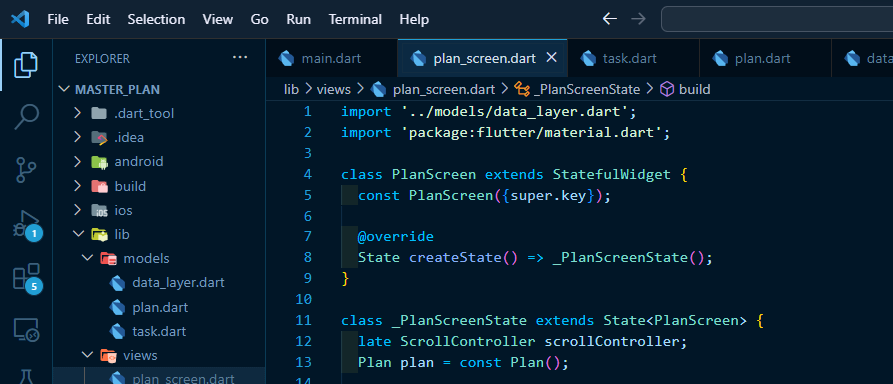 File Edit Selection View Go Run Terminal Help
EXPLORER
MASTER_PLAN
.dart_tool
.idea
android
build
ios
lib
models
data_layer.dart
plan.dart
task.dart
views
plan_screen.dart
1
5
main.dart plan_screen.dart task.dart plan.dart data
lib > views > plan_screen.dart > _PlanScreenState > build
1 import '../models/data_layer.dart';
2 import 'package:flutter/material.dart';
3
4 class PlanScreen extends StatefulWidget {
5 const PlanScreen({super.key});
6
7 @override
8 State createState() => _PlanScreenState();
9 }
10
11 class _PlanScreenState extends State<PlanScreen> {
12 late ScrollController scrollController;
13 Plan plan = const Plan();
14